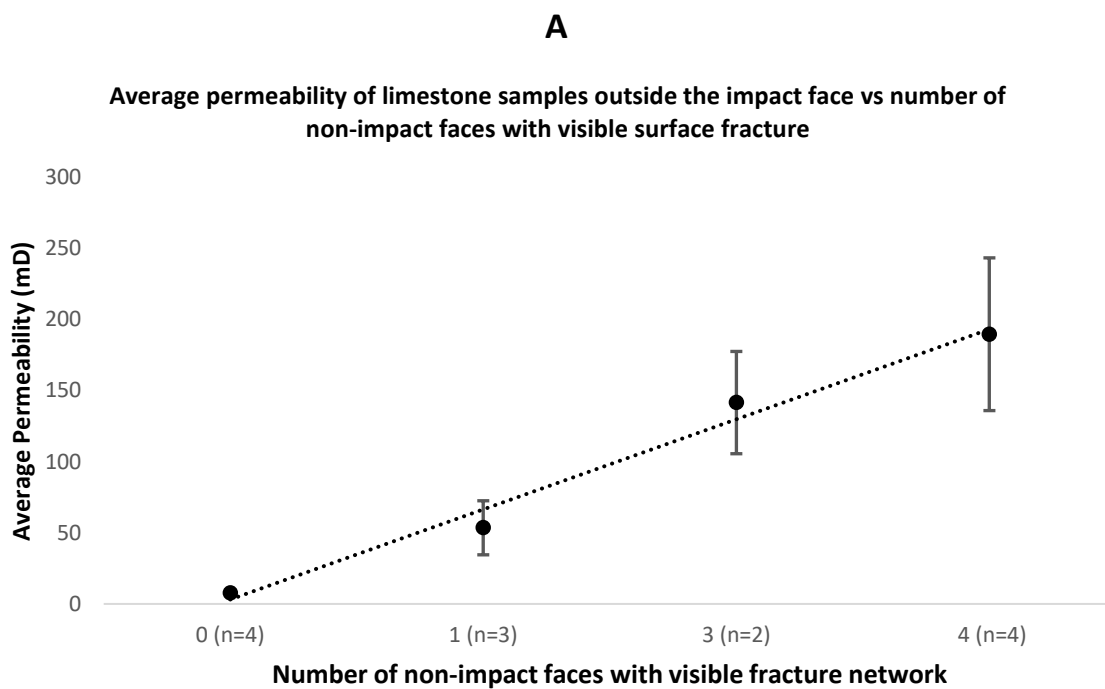 A
Average permeability of limestone samples outside the impact face vs number of
non-impact faces with visible surface fracture
300
250
200
150
100
50
0
Average Permeability (mD)
0 (n=4) 1 (n=3) 3 (n=2) 4 (n=4)
Number of non-impact faces with visible fracture network